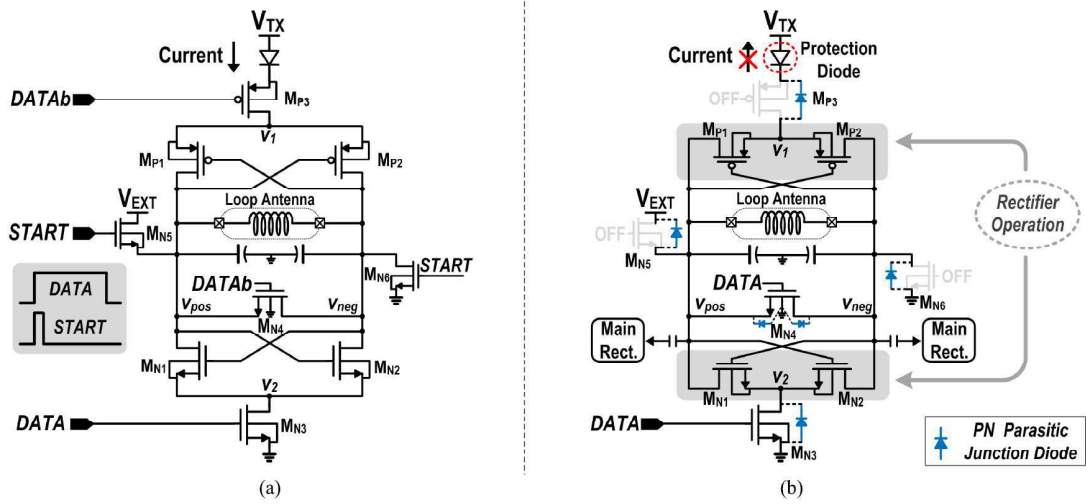 V_TX
Current
DATAb
M_P3
v_1
M_P1
M_P2
Loop Antenna
V_EXT
START
M_N5
START
M_N6
DATA
START
DATAb
v_pos
v_neg
M_N4
M_N1
M_N2
v_2
DATA
M_N3
(a)
V_TX
Current
Protection
Diode
OFF
M_P3
M_P1
M_P2
v_1
V_EXT
Loop Antenna
Rectifier
Operation
OFF
M_N5
OFF
M_N6
DATA
v_pos
v_neg
M_N4
Main
Rect.
Main
Rect.
v_2
M_N1
M_N2
DATA
M_N3
PN Parasitic
Junction Diode
(b)